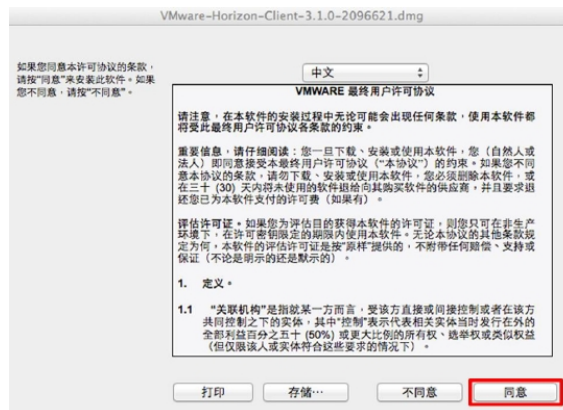 VMware-Horizon-Client-3.1.0-2096621.dmg
如果您同意本许可协议的条款，
请按“同意”来安装此软件。如果
您不同意，请按“不同意”。
中文
VMWARE 最终用户许可协议
请注意，在本软件的安装过程中无论可能会出现任何条款，使用本软件都
将受此最终用户许可协议各条款的约束。
重要信息，请仔细阅读：您一旦下载、安装或使用本软件，您（自然人或
法人）即同意接受本最终用户许可协议（“本协议”）的约束。如果您不同
意本协议的条款，请勿下载、安装或使用本软件，您必须删除本软件，或
在三十 (30) 天内将未使用的软件退给向其购买软件的供应商，并且要求退
还您已为本软件支付的许可费（如果有）。
评估许可证。如果您为评估目的获得本软件的许可证，则您只可在非生产
环境下，在许可密钥限定的期限内使用本软件。无论本协议的其他条款规
定为何，本软件的评估许可证是按“原样”提供的，不附带任何赔偿、支持或
保证（不论是明示的还是默示的）。
1. 定义。
1.1 “关联机构”是指就某一方而言，受该方直接或间接控制或者在该方
共同控制之下的实体，其中“控制”表示代表相关实体当时发行在外的
全部利益百分之五十 (50%) 或更大比例的所有权、选举权或类似权益
（但仅限该人或实体符合这些要求的情况下）。
打印
存储…
不同意
同意